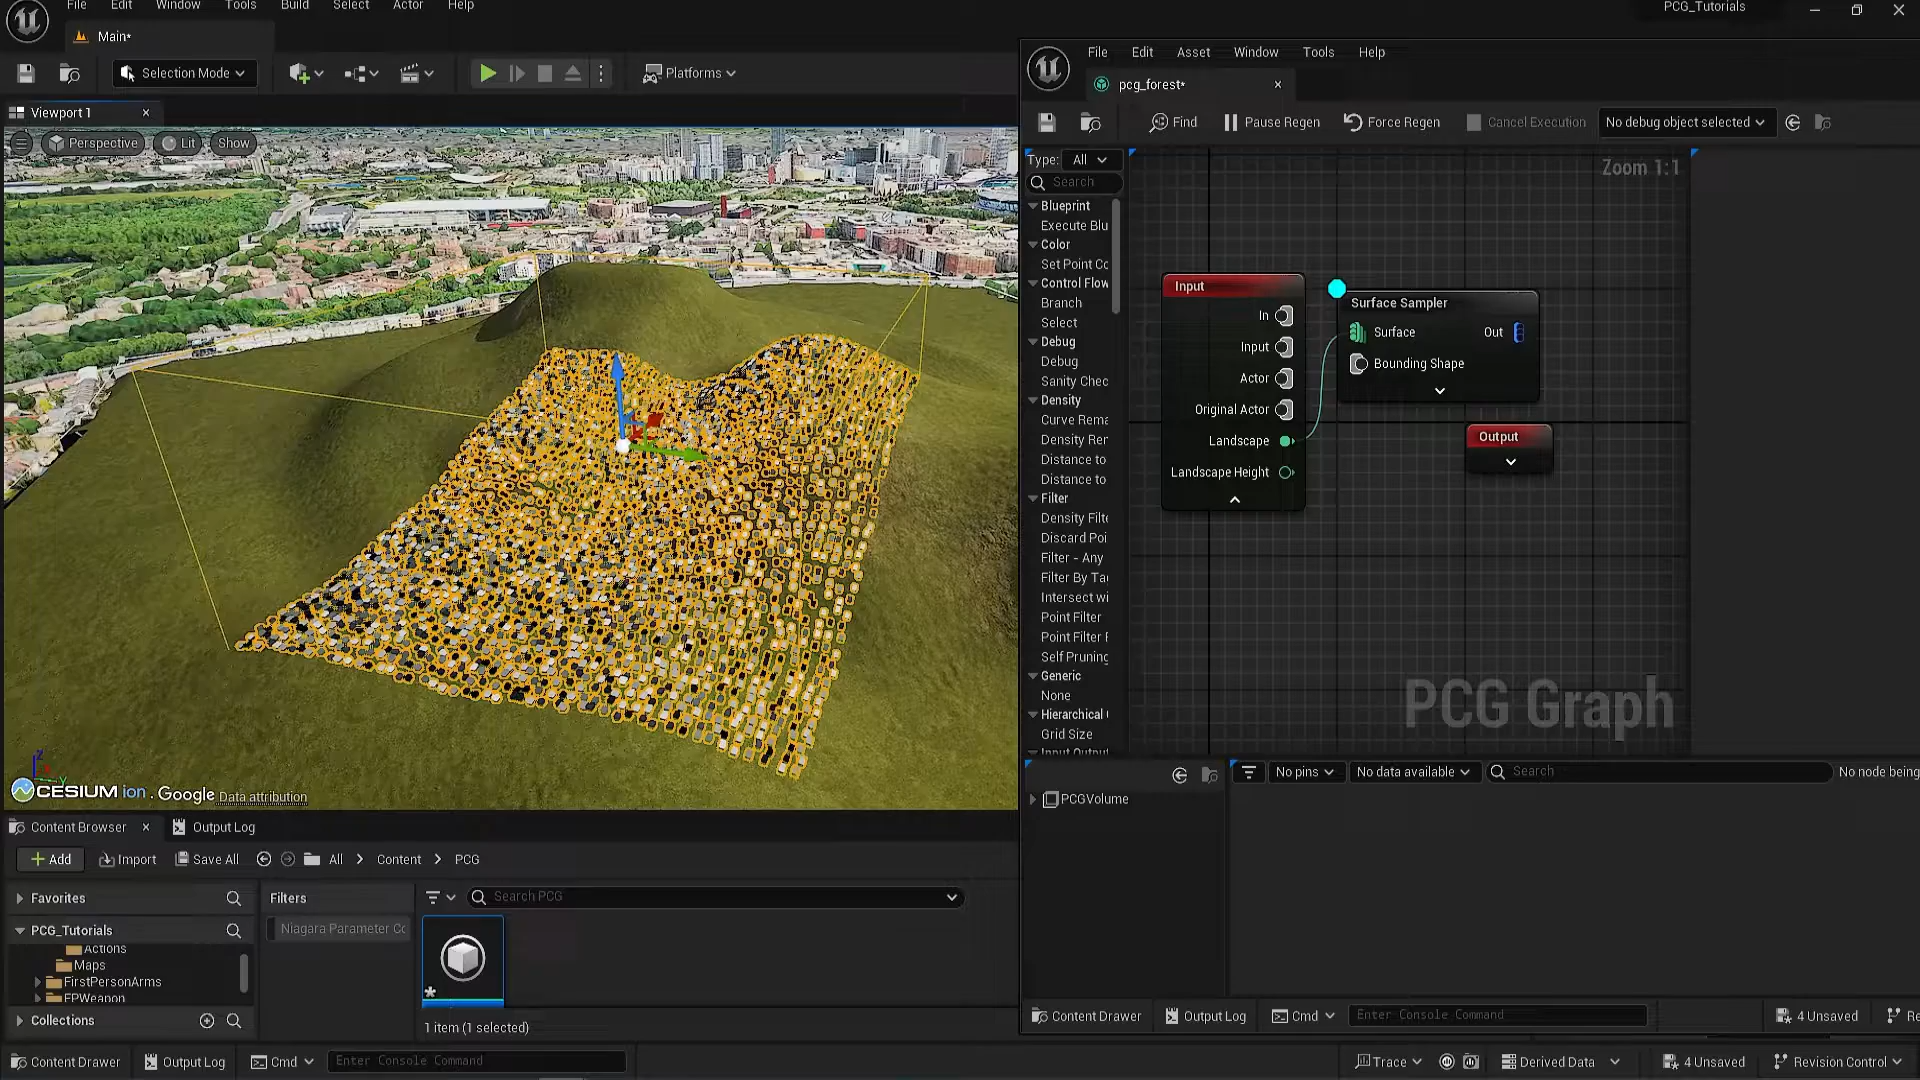 File Edit Window Tools Build Select Actor Help
PCG_Tutorials
Main*
Selection Mode
Platforms
Viewport 1
Perspective
Lit
Show
CESIUM ion . Google Data attribution
Content Browser
Output Log
Add
Import
Save All
All
Content
PCG
Favorites
Filters
Search PCG
PCG_Tutorials
Niagara Parameter Co
Actions
Maps
FirstPersonArms
FPWeapon
Collections
1 item (1 selected)
File Edit Asset Window Tools Help
pcg_forest*
Find
Pause Regen
Force Regen
Cancel Execution
No debug object selected
Type: All
Search
Blueprint
Execute Blu
Color
Set Point Co
Control Flow
Branch
Select
Debug
Debug
Sanity Chec
Density
Curve Rema
Density Rer
Distance to
Distance to
Filter
Density Filte
Discard Poi
Filter - Any
Filter By Tag
Intersect wi
Point Filter
Point Filter F
Self Pruning
Generic
None
Hierarchical
Grid Size
Input Output
Zoom 1:1
Input
In
Input
Actor
Original Actor
Landscape
Landscape Height
Surface Sampler
Surface
Out
Bounding Shape
Output
PCG Graph
PCGVolume
No pins
No data available
Search
No node being
Content Drawer
Output Log
Cmd
Enter Console Command
4 Unsaved
Re
Content Drawer
Output Log
Cmd
Enter Console Command
Trace
Derived Data
4 Unsaved
Revision Control